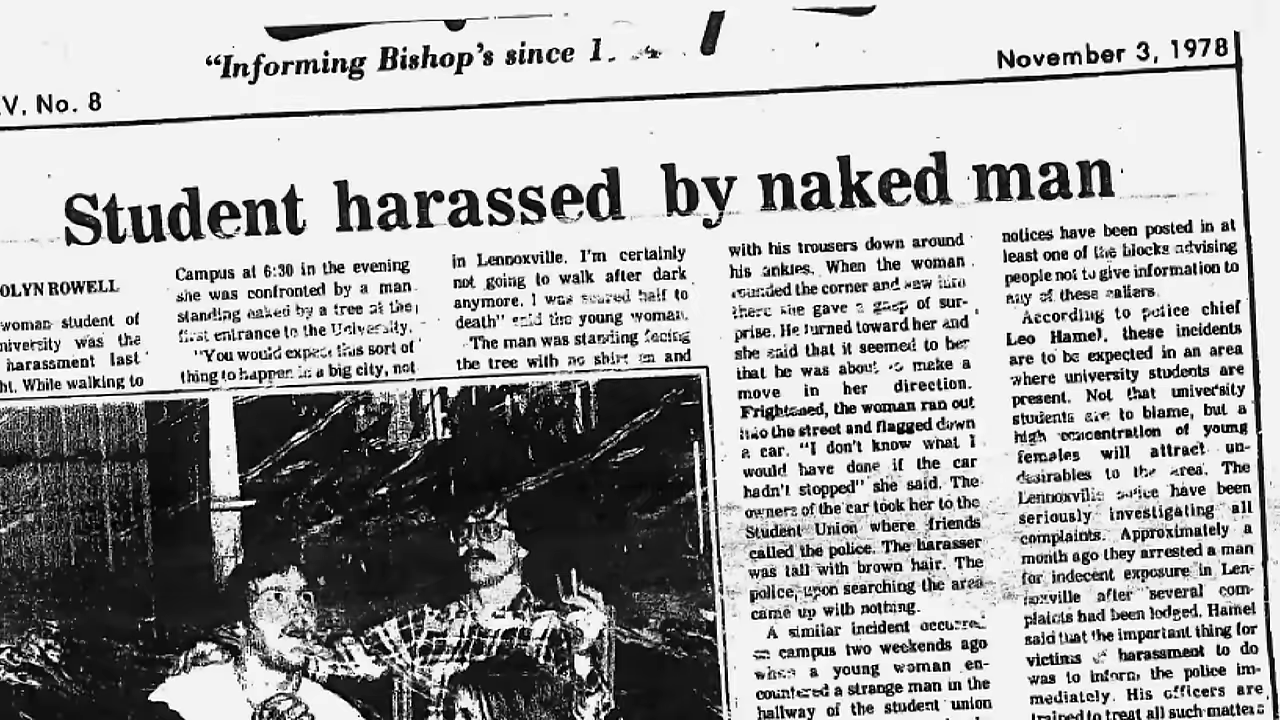 "Informing Bishop's since 1
November 3, 1978
V, No. 8
Student harassed by naked man
OLYN ROWELL
woman student of
niversity was the
harassment last
ht. While walking to
Campus at 6:30 in the evening
she was confronted by a man
standing naked by a tree at the
first entrance to the University.
"You would expect this sort of
thing to happen in a big city, not
in Lennoxville. I'm certainly
not going to walk after dark
anymore. I was scared half to
death" said the young woman.
The man was standing facing
the tree with no shirt on and
with his trousers down around
his ankles. When the woman
rounded the corner and saw him
there she gave a gasp of sur-
prise. He turned toward her and
she said that it seemed to her
that he was about to make a
move in her direction.
Frightened, the woman ran out
into the street and flagged down
a car. "I don't know what I
would have done if the car
hadn't stopped" she said. The
owners of the car took her to the
Student Union where friends
called the police. The harasser
was tall with brown hair. The
police, upon searching the area
came up with nothing.
A similar incident occurred
campus two weekends ago
when a young woman en-
countered a strange man in the
hallway of the student union
notices have been posted in at
least one of the blocks advising
people not to give information to
any of these callers.
According to police chief
Leo Hamel, these incidents
are to be expected in an area
where university students are
present. Not that university
students are to blame, but a
high concentration of young
females will attract un-
desirables to the area. The
Lennoxville police have been
seriously investigating all
complaints. Approximately a
month ago they arrested a man
for indecent exposure in Len-
noxville after several com-
plaints had been lodged. Hamel
said that the important thing for
victims of harassment to do
was to inform the police im-
mediately. His officers are
trained to treat all such matters